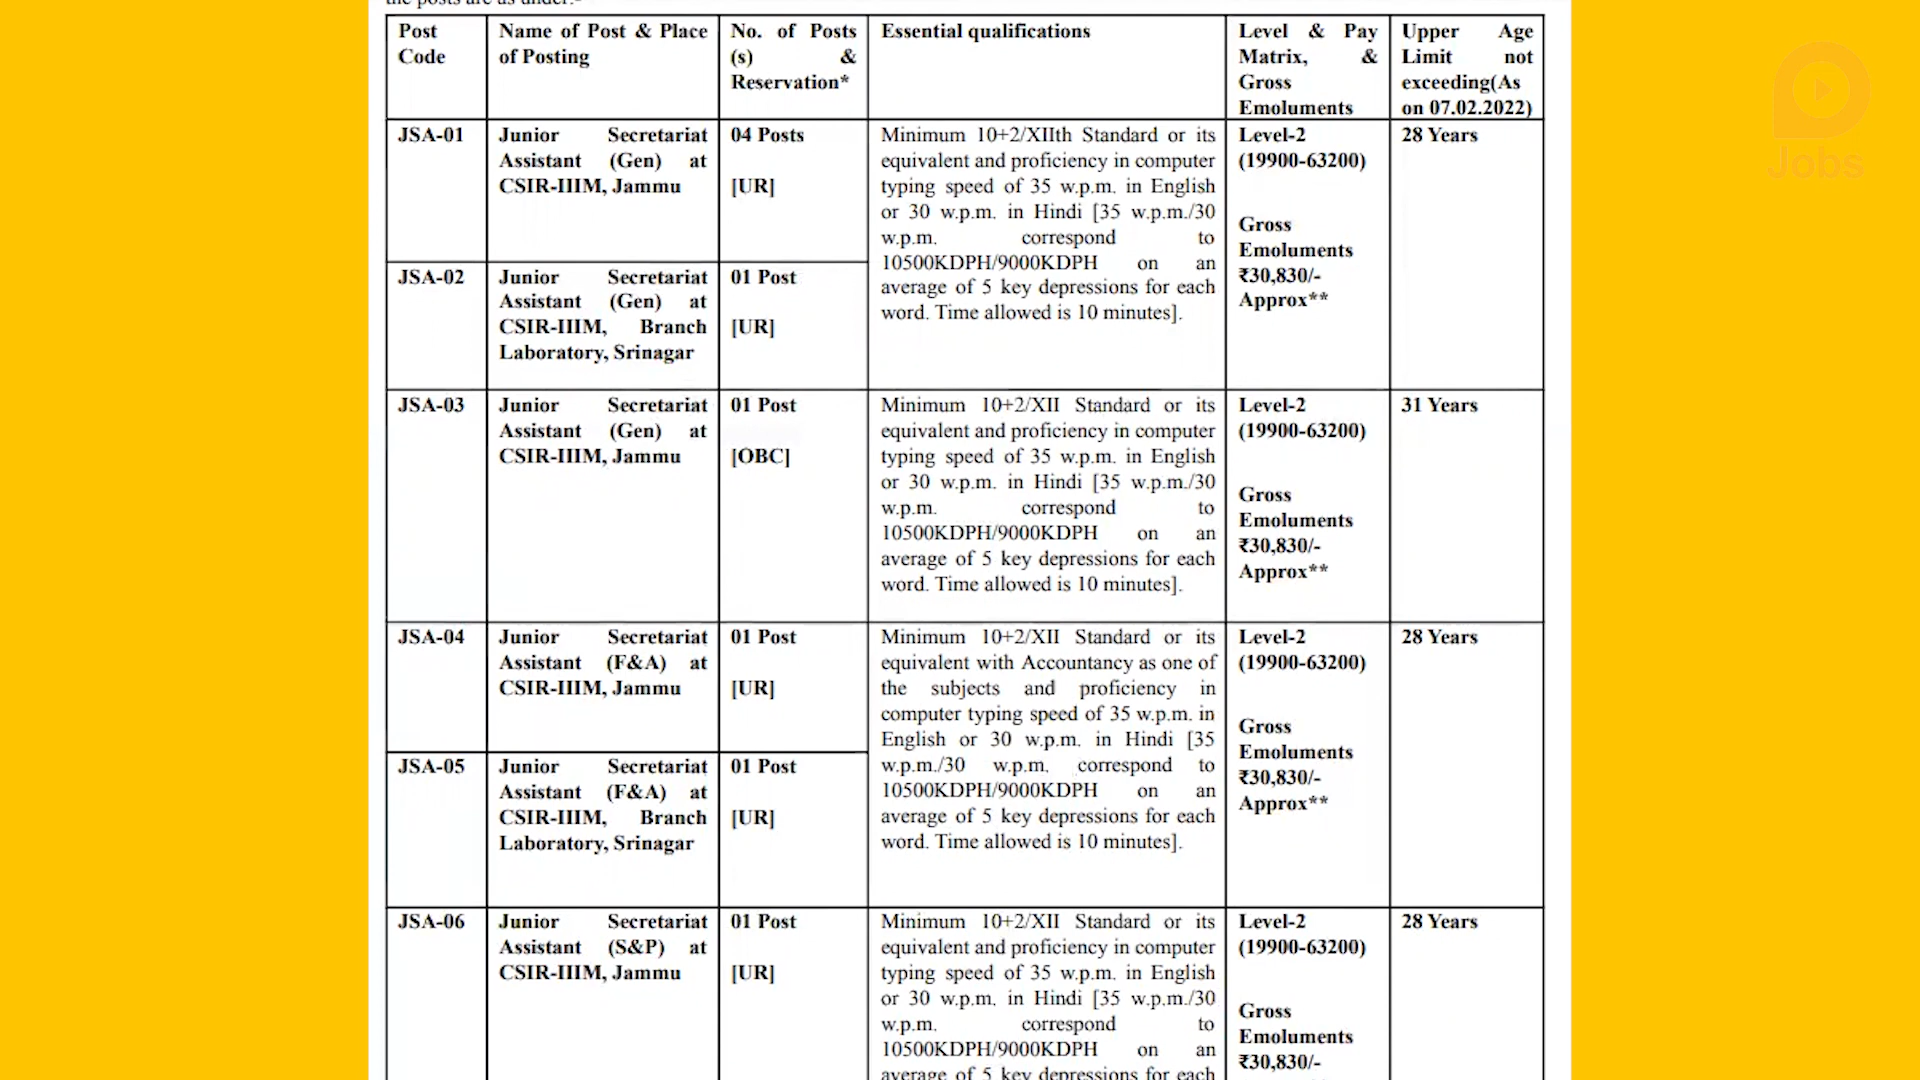 the posts are as under:-
Post
Code
Name of Post & Place
of Posting
No. of Posts
(s) &
Reservation*
Essential qualifications
Level & Pay
Matrix, &
Gross
Emoluments
Upper Age
Limit not
exceeding(As
on 07.02.2022)
JSA-01
Junior Secretariat
Assistant (Gen) at
CSIR-IIIM, Jammu
04 Posts
[UR]
Minimum 10+2/XIIth Standard or its
equivalent and proficiency in computer
typing speed of 35 w.p.m. in English
or 30 w.p.m. in Hindi [35 w.p.m./30
w.p.m. correspond to
10500KDPH/9000KDPH on an
average of 5 key depressions for each
word. Time allowed is 10 minutes].
Level-2
(19900-63200)
Gross
Emoluments
₹30,830/-
Approx**
28 Years
JSA-02
Junior Secretariat
Assistant (Gen) at
CSIR-IIIM, Branch
Laboratory, Srinagar
01 Post
[UR]
JSA-03
Junior Secretariat
Assistant (Gen) at
CSIR-IIIM, Jammu
01 Post
[OBC]
Minimum 10+2/XII Standard or its
equivalent and proficiency in computer
typing speed of 35 w.p.m. in English
or 30 w.p.m. in Hindi [35 w.p.m./30
w.p.m. correspond to
10500KDPH/9000KDPH on an
average of 5 key depressions for each
word. Time allowed is 10 minutes].
Level-2
(19900-63200)
Gross
Emoluments
₹30,830/-
Approx**
31 Years
JSA-04
Junior Secretariat
Assistant (F&A) at
CSIR-IIIM, Jammu
01 Post
[UR]
Minimum 10+2/XII Standard or its
equivalent with Accountancy as one of
the subjects and proficiency in
computer typing speed of 35 w.p.m. in
English or 30 w.p.m. in Hindi [35
w.p.m./30 w.p.m. correspond to
10500KDPH/9000KDPH on an
average of 5 key depressions for each
word. Time allowed is 10 minutes].
Level-2
(19900-63200)
Gross
Emoluments
₹30,830/-
Approx**
28 Years
JSA-05
Junior Secretariat
Assistant (F&A) at
CSIR-IIIM, Branch
Laboratory, Srinagar
01 Post
[UR]
JSA-06
Junior Secretariat
Assistant (S&P) at
CSIR-IIIM, Jammu
01 Post
[UR]
Minimum 10+2/XII Standard or its
equivalent and proficiency in computer
typing speed of 35 w.p.m. in English
or 30 w.p.m. in Hindi [35 w.p.m./30
w.p.m. correspond to
10500KDPH/9000KDPH on an
average of 5 key depressions for each
Level-2
(19900-63200)
Gross
Emoluments
₹30,830/-
28 Years
Jobs